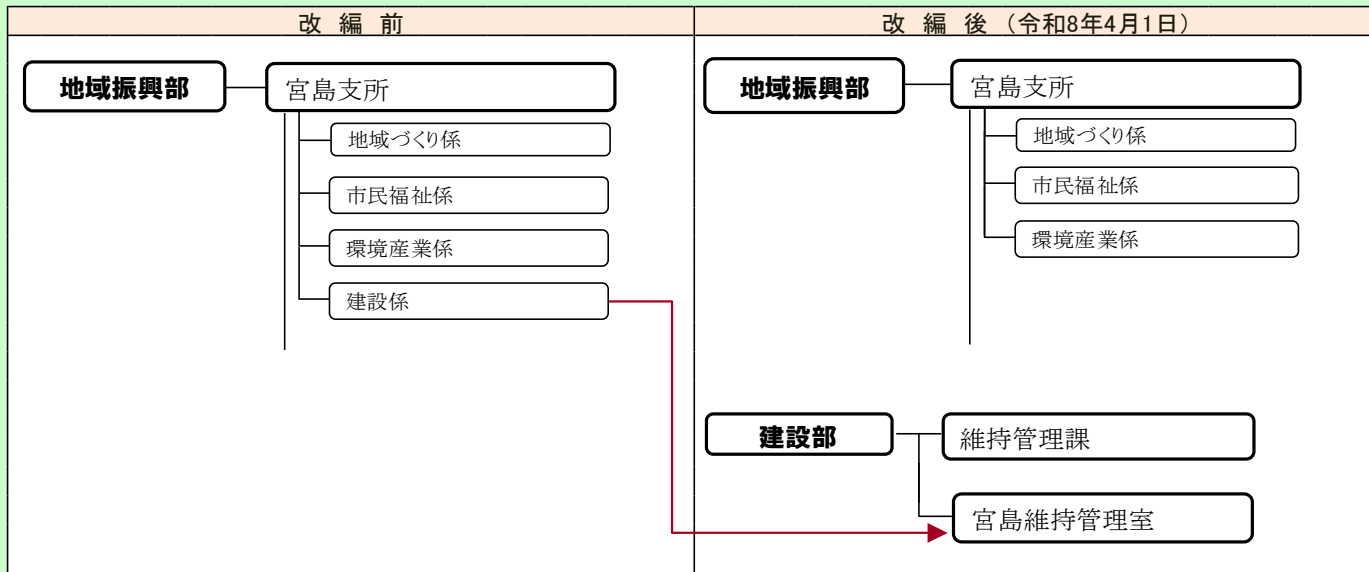 改 編 前
地域振興部
宮島支所
地域づくり係
市民福祉係
環境産業係
建設係
改 編 後 (令和8年4月1日)
地域振興部
宮島支所
地域づくり係
市民福祉係
環境産業係
建設部
維持管理課
宮島維持管理室